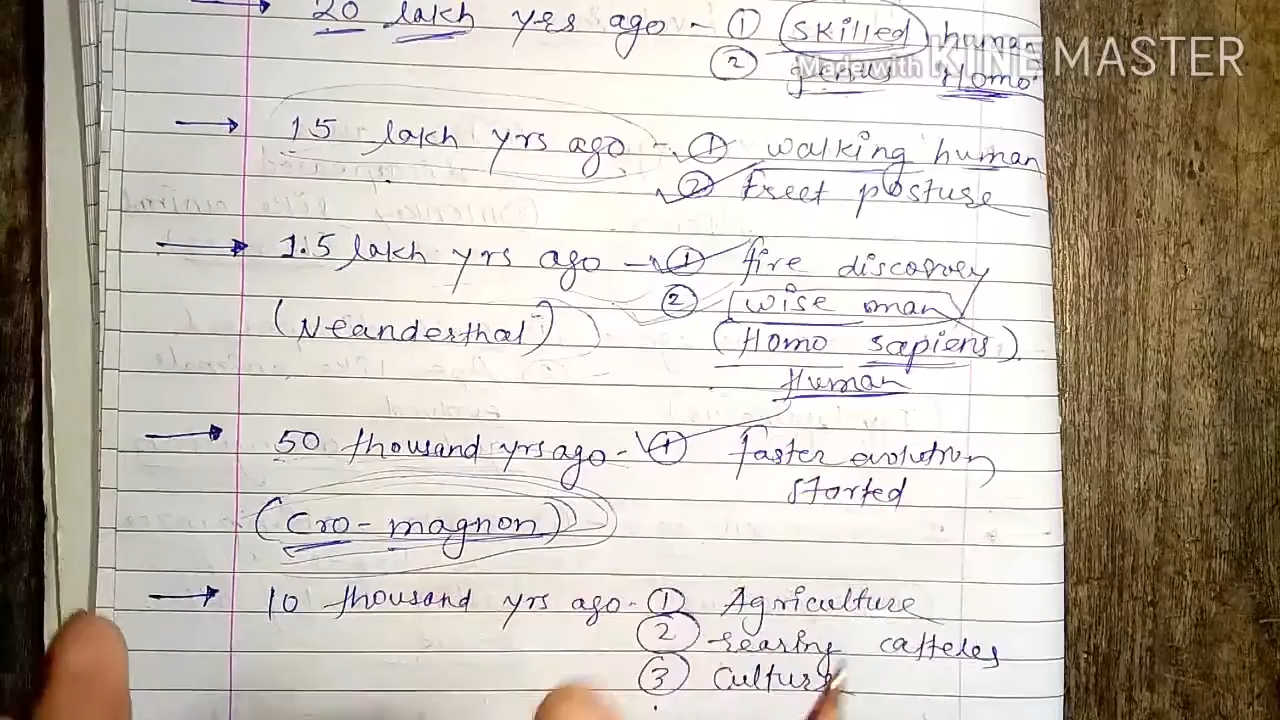 20 lakh yrs ago - ① skilled human
② genus Homo
Made with KINEMASTER
→ 15 lakh yrs ago - ① walking human
② Erect posture
→ 1.5 lakh yrs ago - ① fire discovrey
② wise man
(Neanderthal) (Homo sapiens)
Human
→ 50 thousand yrs ago - ① faster evolution
started
(Cro-magnon)
→ 10 thousand yrs ago - ① Agriculture
② rearing catteles
③ Culture